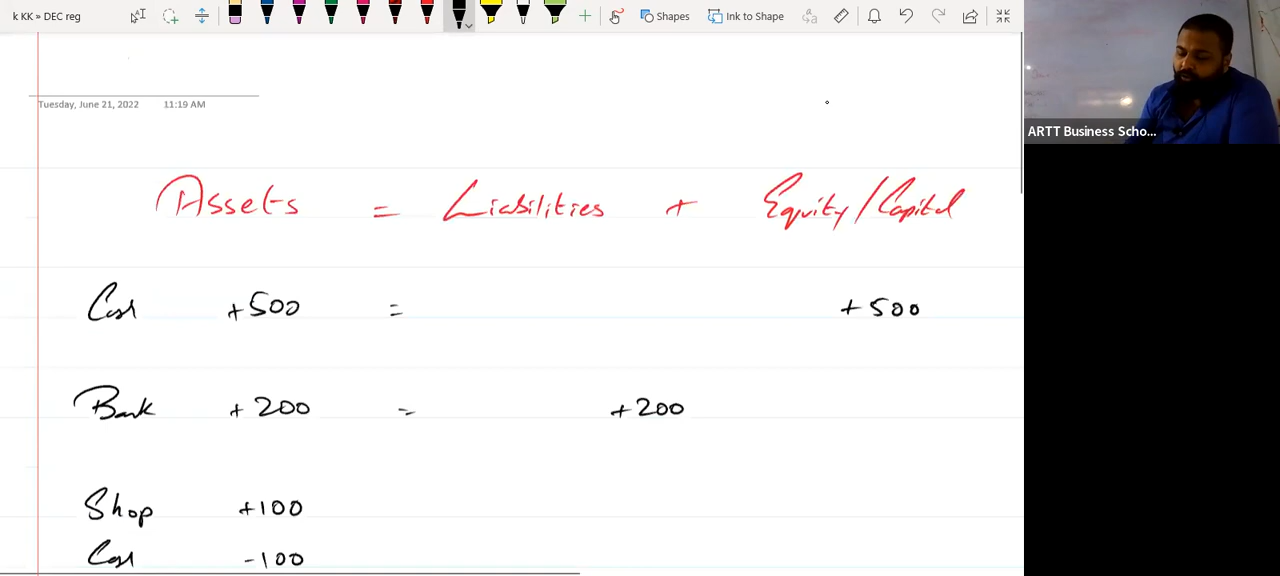 k KK » DEC reg Shapes Ink to Shape
Tuesday, June 21, 2022 11:19 AM
ARTT Business Scho...
Assets = Liabilities + Equity/Capital
Cash +500 = +500
Bank +200 = +200
Shop +100
Cash -100